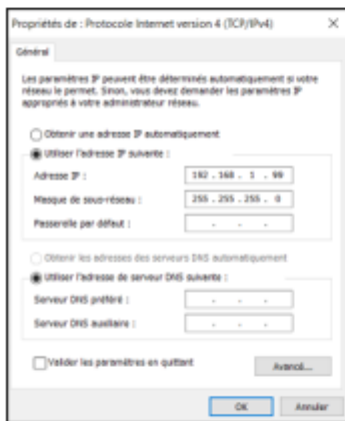 Propriétés de : Protocole Internet version 4 (TCP/IPv4)
Général
Les paramètres IP peuvent être déterminés automatiquement si votre
réseau le permet. Sinon, vous devez demander les paramètres IP
appropriés à votre administrateur réseau.
Obtenir une adresse IP automatiquement
Utiliser l'adresse IP suivante :
Adresse IP : 192 . 168 . 1 . 99
Masque de sous-réseau : 255 . 255 . 255 . 0
Passerelle par défaut : . . .
Obtenir les adresses des serveurs DNS automatiquement
Utiliser l'adresse de serveur DNS suivante :
Serveur DNS préféré : . . .
Serveur DNS auxiliaire : . . .
Valider les paramètres en quittant
Avancé...
OK Annuler